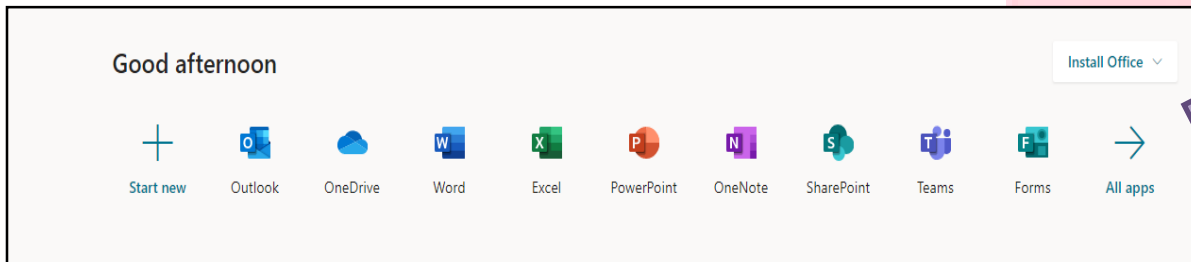 Good afternoon
Install Office
Start new Outlook OneDrive Word Excel PowerPoint OneNote SharePoint Teams Forms All apps